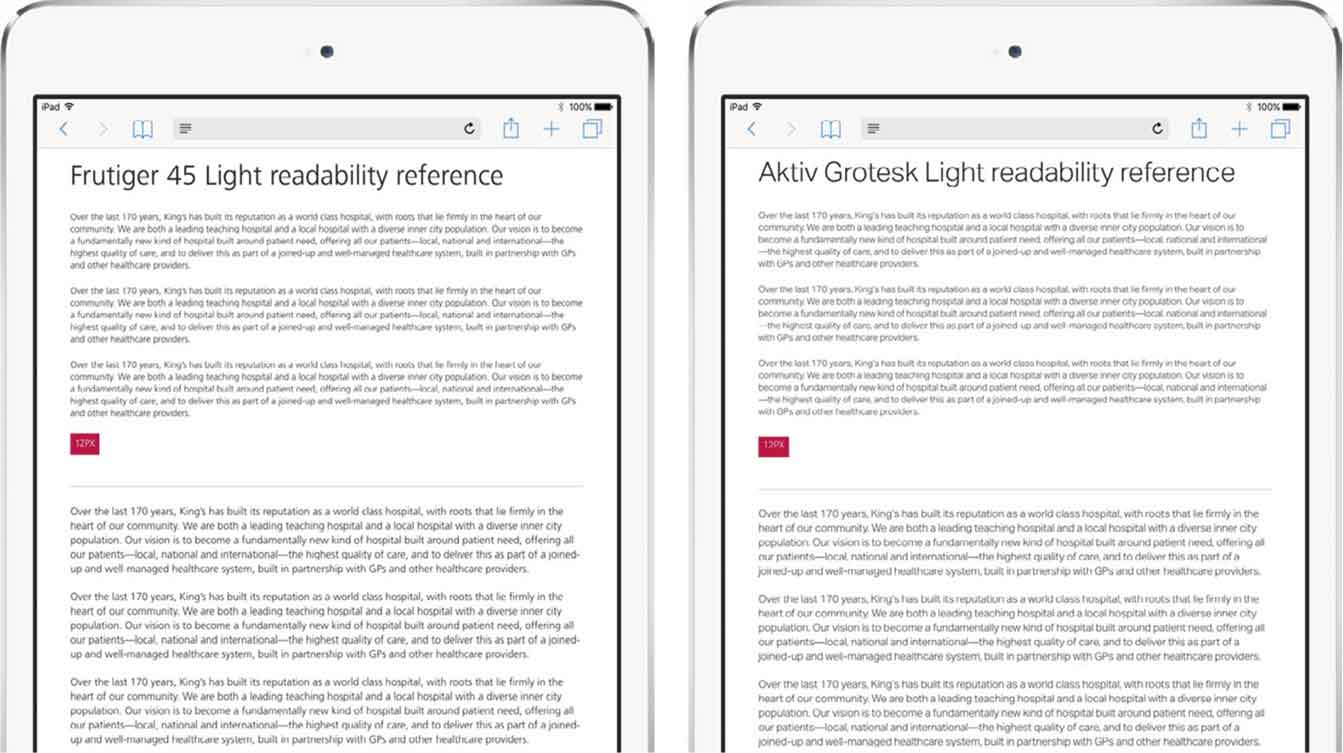 iPad
100%
Frutiger 45 Light readability reference
Over the last 170 years, King's has built its reputation as a world class hospital, with roots that lie firmly in the heart of our
community. We are both a leading teaching hospital and a local hospital with a diverse inner city population. Our vision is to become
a fundamentally new kind of hospital built around patient need, offering all our patients—local, national and international—the
highest quality of care, and to deliver this as part of a joined-up and well-managed healthcare system, built in partnership with GPs
and other healthcare providers.
Over the last 170 years, King's has built its reputation as a world class hospital, with roots that lie firmly in the heart of our
community. We are both a leading teaching hospital and a local hospital with a diverse inner city population. Our vision is to become
a fundamentally new kind of hospital built around patient need, offering all our patients—local, national and international—the
highest quality of care, and to deliver this as part of a joined-up and well-managed healthcare system, built in partnership with GPs
and other healthcare providers.
Over the last 170 years, King's has built its reputation as a world class hospital, with roots that lie firmly in the heart of our
community. We are both a leading teaching hospital and a local hospital with a diverse inner city population. Our vision is to become
a fundamentally new kind of hospital built around patient need, offering all our patients—local, national and international—the
highest quality of care, and to deliver this as part of a joined-up and well-managed healthcare system, built in partnership with GPs
and other healthcare providers.
12PX
Over the last 170 years, King's has built its reputation as a world class hospital, with roots that lie firmly in the
heart of our community. We are both a leading teaching hospital and a local hospital with a diverse inner city
population. Our vision is to become a fundamentally new kind of hospital built around patient need, offering all
our patients—local, national and international—the highest quality of care, and to deliver this as part of a joined-
up and well-managed healthcare system, built in partnership with GPs and other healthcare providers.
Over the last 170 years, King's has built its reputation as a world class hospital, with roots that lie firmly in the
heart of our community. We are both a leading teaching hospital and a local hospital with a diverse inner city
population. Our vision is to become a fundamentally new kind of hospital built around patient need, offering all
our patients—local, national and international—the highest quality of care, and to deliver this as part of a joined-
up and well-managed healthcare system, built in partnership with GPs and other healthcare providers.
Over the last 170 years, King's has built its reputation as a world class hospital, with roots that lie firmly in the
heart of our community. We are both a leading teaching hospital and a local hospital with a diverse inner city
population. Our vision is to become a fundamentally new kind of hospital built around patient need, offering all
our patients—local, national and international—the highest quality of care, and to deliver this as part of a joined-
up and well-managed healthcare system, built in partnership with GPs and other healthcare providers.
iPad
100%
Aktiv Grotesk Light readability reference
Over the last 170 years, King's has built its reputation as a world class hospital, with roots that lie firmly in the heart of our
community. We are both a leading teaching hospital and a local hospital with a diverse inner city population. Our vision is to
become a fundamentally new kind of hospital built around patient need, offering all our patients—local, national and international
—the highest quality of care, and to deliver this as part of a joined-up and well-managed healthcare system, built in partnership
with GPs and other healthcare providers.
Over the last 170 years, King's has built its reputation as a world class hospital, with roots that lie firmly in the heart of our
community. We are both a leading teaching hospital and a local hospital with a diverse inner city population. Our vision is to
become a fundamentally new kind of hospital built around patient need, offering all our patients—local, national and international
—the highest quality of care, and to deliver this as part of a joined-up and well-managed healthcare system, built in partnership
with GPs and other healthcare providers.
Over the last 170 years, King's has built its reputation as a world class hospital, with roots that lie firmly in the heart of our
community. We are both a leading teaching hospital and a local hospital with a diverse inner city population. Our vision is to
become a fundamentally new kind of hospital built around patient need, offering all our patients—local, national and international
—the highest quality of care, and to deliver this as part of a joined-up and well-managed healthcare system, built in partnership
with GPs and other healthcare providers.
12PX
Over the last 170 years, King's has built its reputation as a world class hospital, with roots that lie firmly in the
heart of our community. We are both a leading teaching hospital and a local hospital with a diverse inner city
population. Our vision is to become a fundamentally new kind of hospital built around patient need, offering all
our patients—local, national and international—the highest quality of care, and to deliver this as part of a
joined-up and well-managed healthcare system, built in partnership with GPs and other healthcare providers.
Over the last 170 years, King's has built its reputation as a world class hospital, with roots that lie firmly in the
heart of our community. We are both a leading teaching hospital and a local hospital with a diverse inner city
population. Our vision is to become a fundamentally new kind of hospital built around patient need, offering all
our patients—local, national and international—the highest quality of care, and to deliver this as part of a
joined-up and well-managed healthcare system, built in partnership with GPs and other healthcare providers.
Over the last 170 years, King's has built its reputation as a world class hospital, with roots that lie firmly in the
heart of our community. We are both a leading teaching hospital and a local hospital with a diverse inner city
population. Our vision is to become a fundamentally new kind of hospital built around patient need, offering all
our patients—local, national and international—the highest quality of care, and to deliver this as part of a
joined-up and well-managed healthcare system, built in partnership with GPs and other healthcare providers.